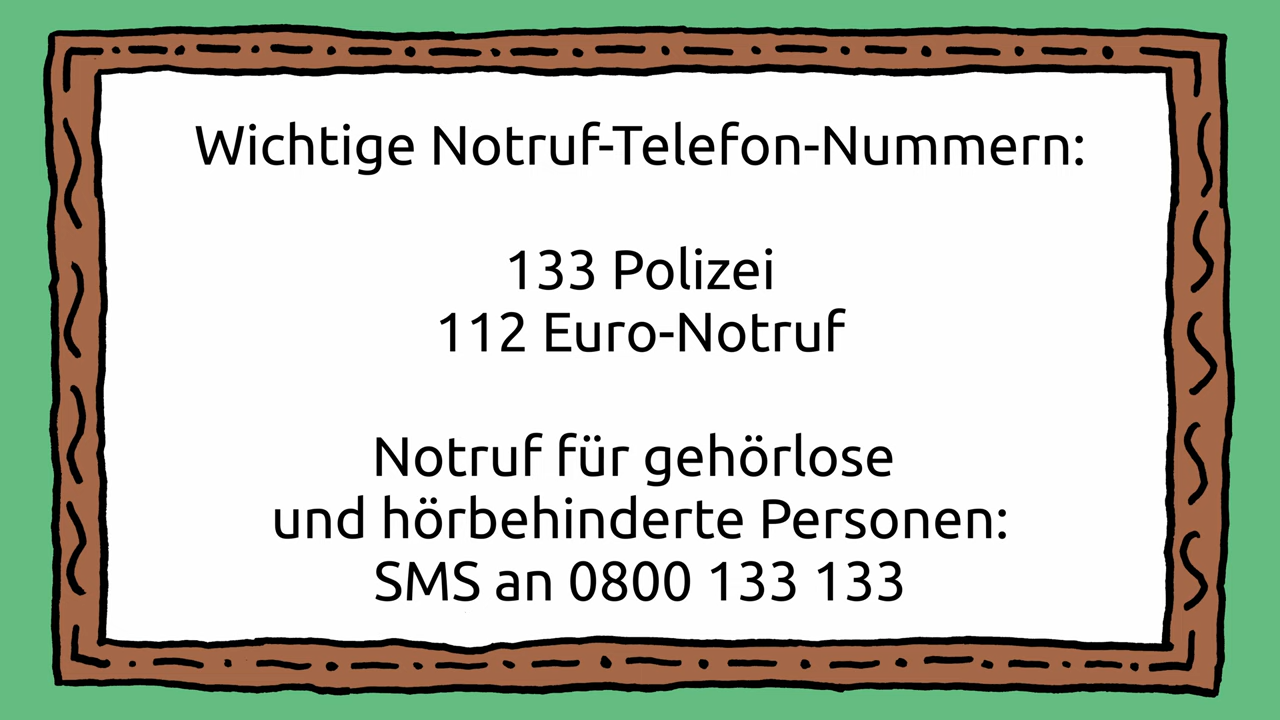 Wichtige Notruf-Telefon-Nummern:
133 Polizei
112 Euro-Notruf
Notruf für gehörlose
und hörbehinderte Personen:
SMS an 0800 133 133